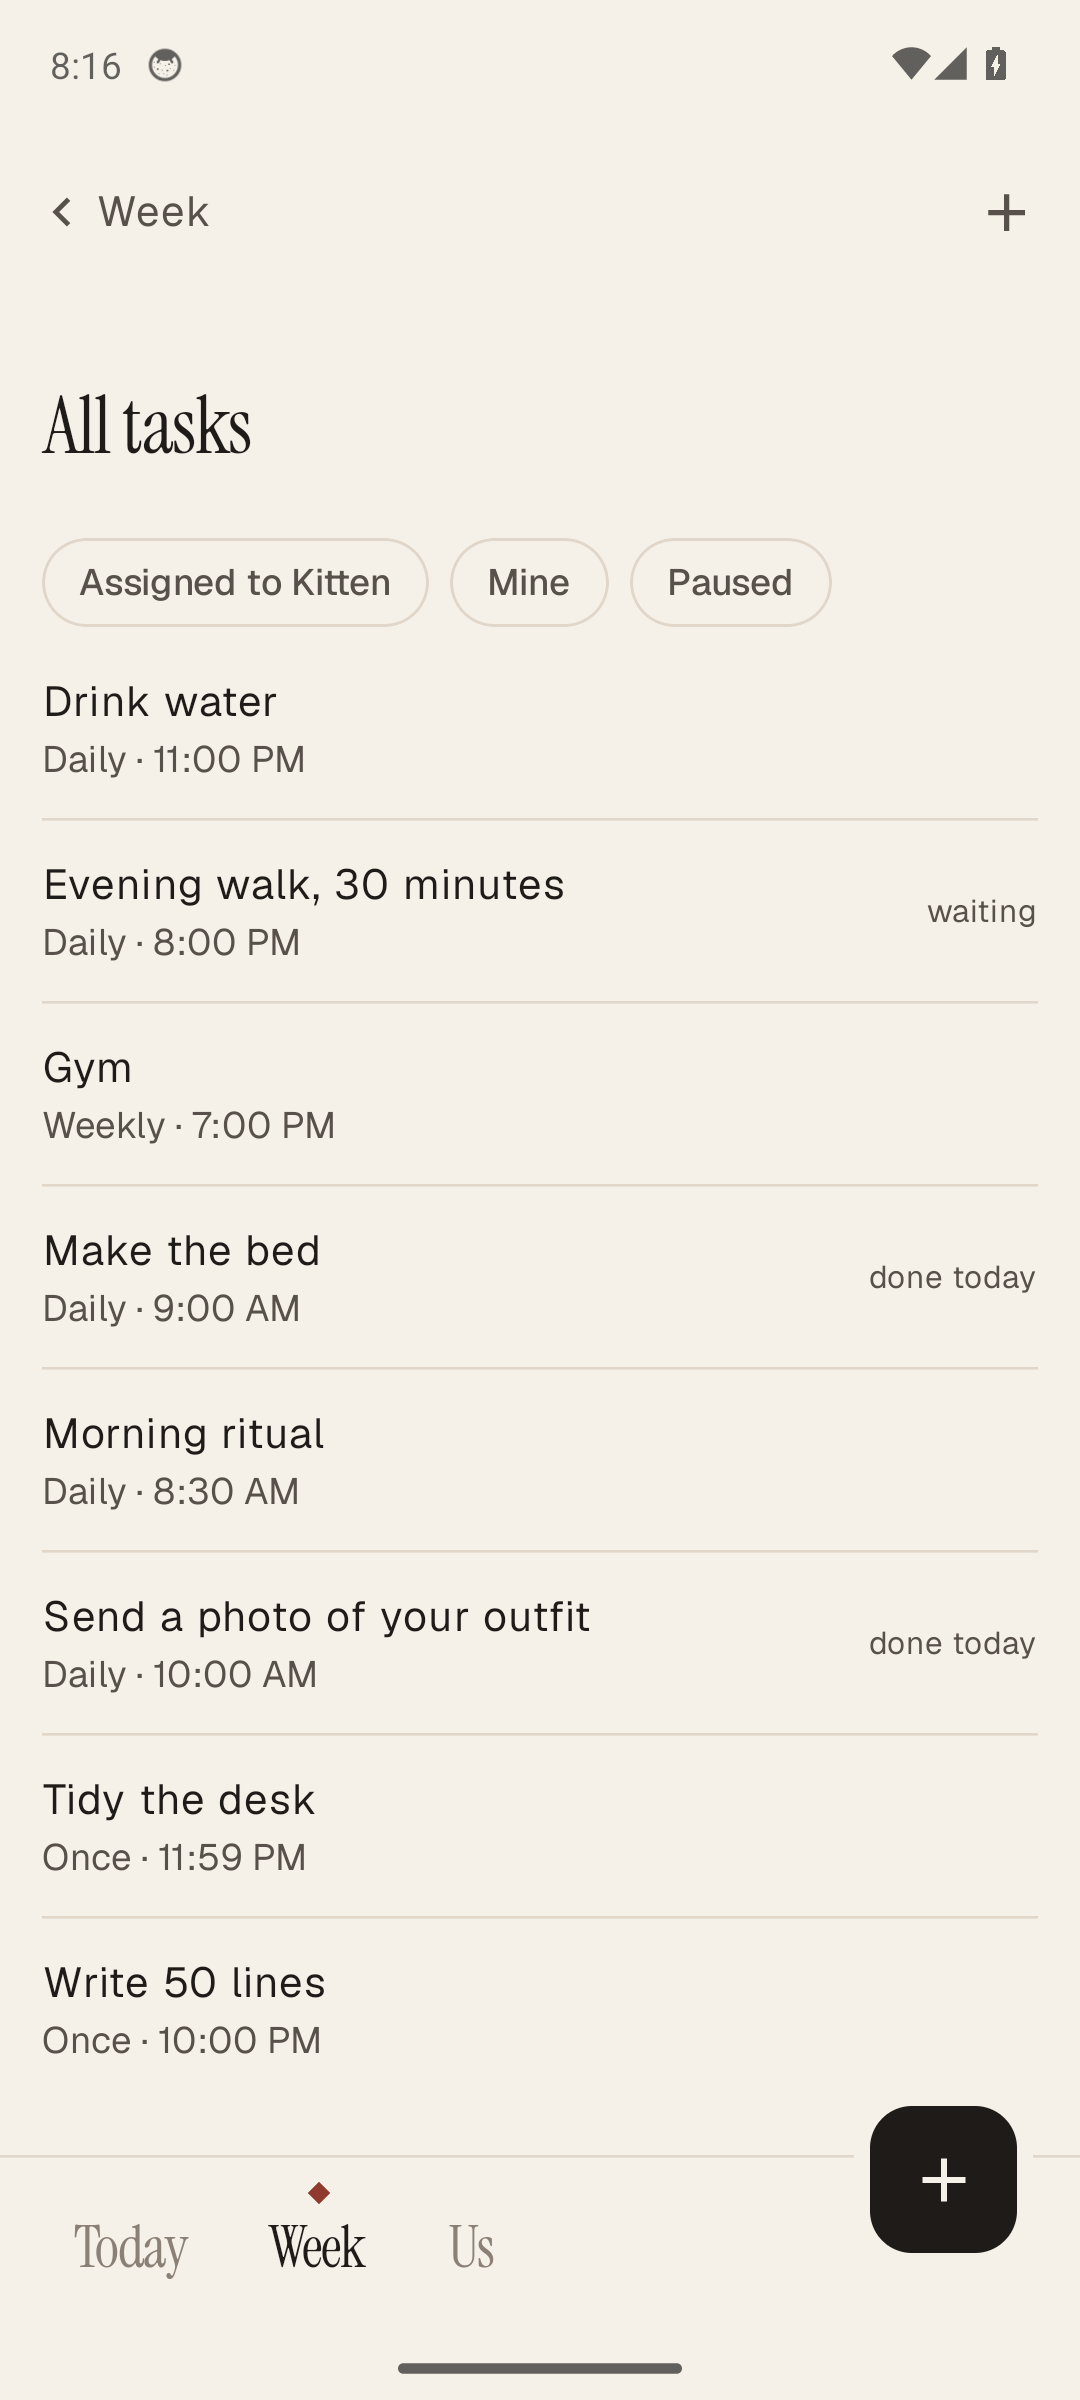 8:16
Week
All tasks
Assigned to Kitten
Mine
Paused
Drink water
Daily · 11:00 PM
Evening walk, 30 minutes
Daily · 8:00 PM
waiting
Gym
Weekly · 7:00 PM
Make the bed
Daily · 9:00 AM
done today
Morning ritual
Daily · 8:30 AM
Send a photo of your outfit
Daily · 10:00 AM
done today
Tidy the desk
Once · 11:59 PM
Write 50 lines
Once · 10:00 PM
Today
Week
Us